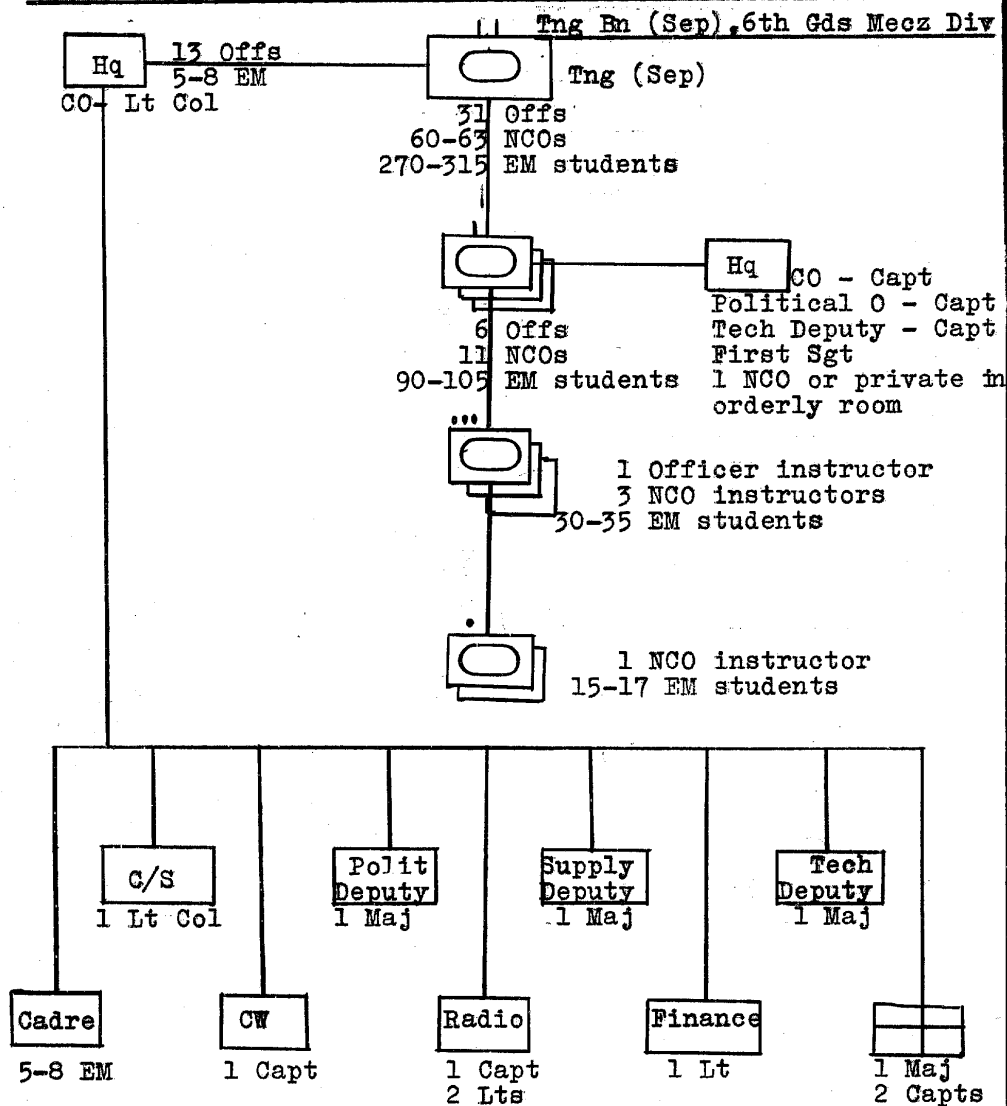 Tng Bn (Sep),6th Gds Mecz Div
Hq
13 Offs
5-8 EM
CO- Lt Col
Tng (Sep)
31 Offs
60-63 NCOs
270-315 EM students
Hq
CO - Capt
Political O - Capt
Tech Deputy - Capt
First Sgt
1 NCO or private in
orderly room
6 Offs
11 NCOs
90-105 EM students
1 Officer instructor
3 NCO instructors
30-35 EM students
1 NCO instructor
15-17 EM students
C/S
1 Lt Col
Polit
Deputy
1 Maj
Supply
Deputy
1 Maj
Tech
Deputy
1 Maj
Cadre
5-8 EM
CW
1 Capt
Radio
1 Capt
2 Lts
Finance
1 Lt
1 Maj
2 Capts